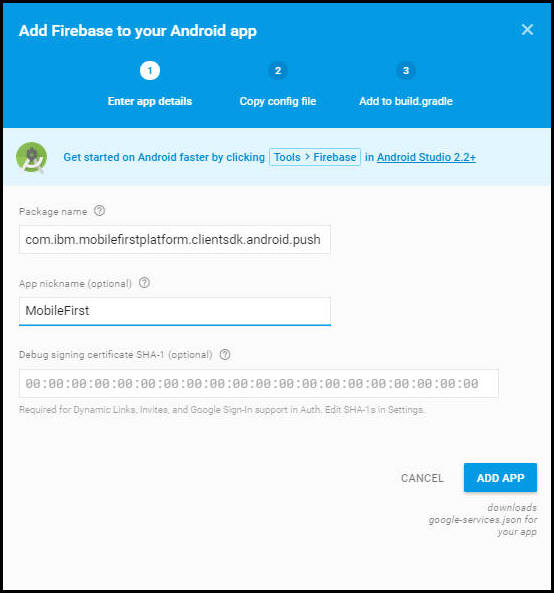 Add Firebase to your Android app
1 2 3
Enter app details Copy config file Add to build.gradle
Get started on Android faster by clicking Tools > Firebase in Android Studio 2.2+
Package name ?
com.ibm.mobilefirstplatform.clientsdk.android.push
App nickname (optional) ?
MobileFirst
Debug signing certificate SHA-1 (optional) ?
00:00:00:00:00:00:00:00:00:00:00:00:00:00:00:00:00:00:00:00
Required for Dynamic Links, Invites, and Google Sign-In support in Auth. Edit SHA-1s in Settings.
CANCEL ADD APP
downloads
google-services.json for
your app